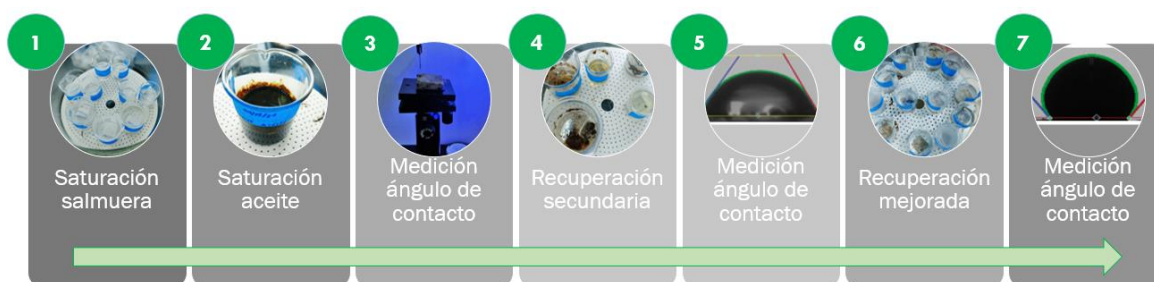 1
Saturación
salmuera
2
Saturación
aceite
3
Medición
ángulo de
contacto
4
Recuperación
secundaria
5
Medición
ángulo de
contacto
6
Recuperación
mejorada
7
Medición
ángulo de
contacto